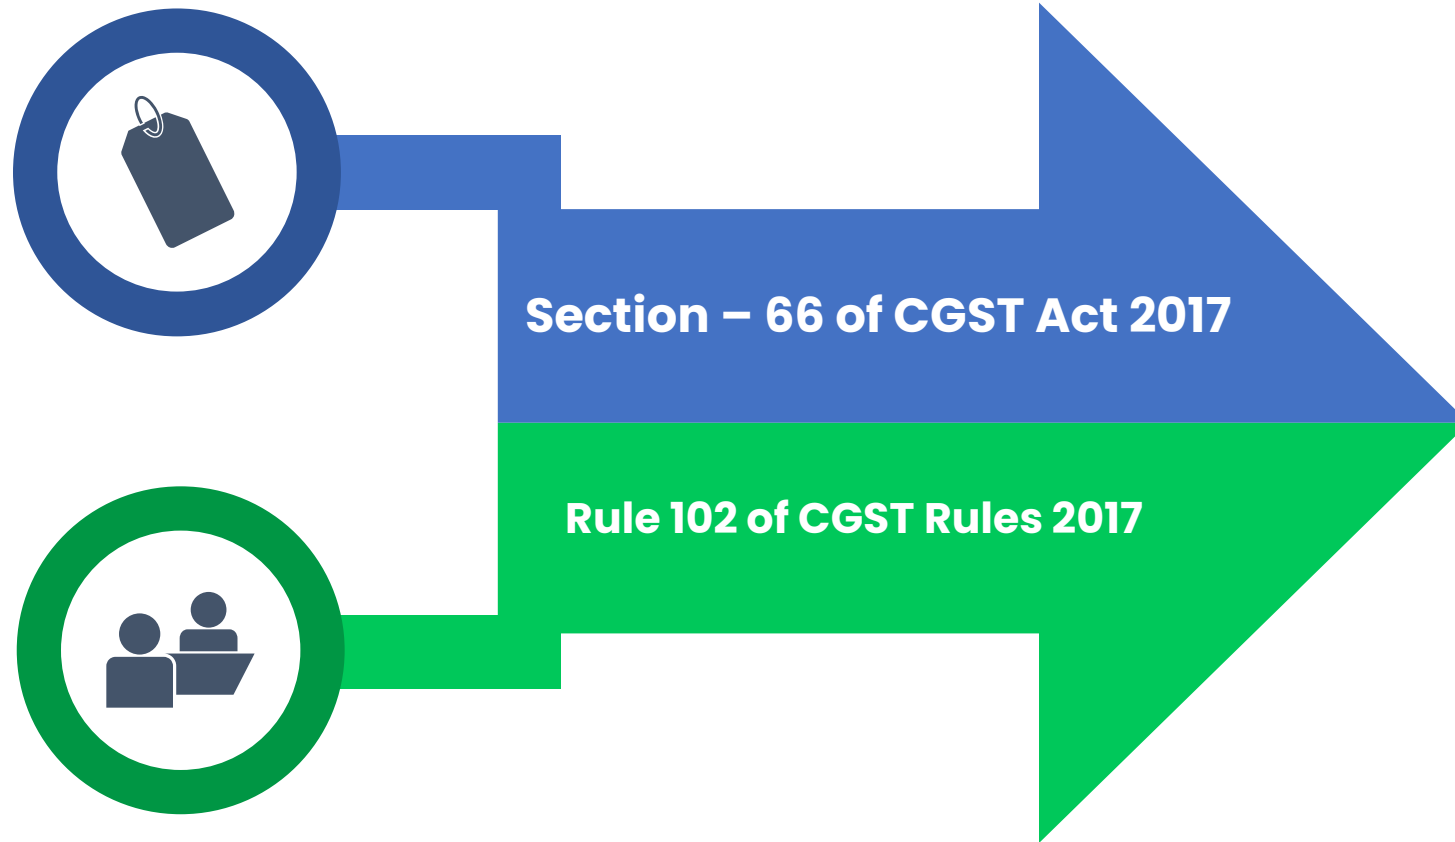 Section – 66 of CGST Act 2017
Rule 102 of CGST Rules 2017